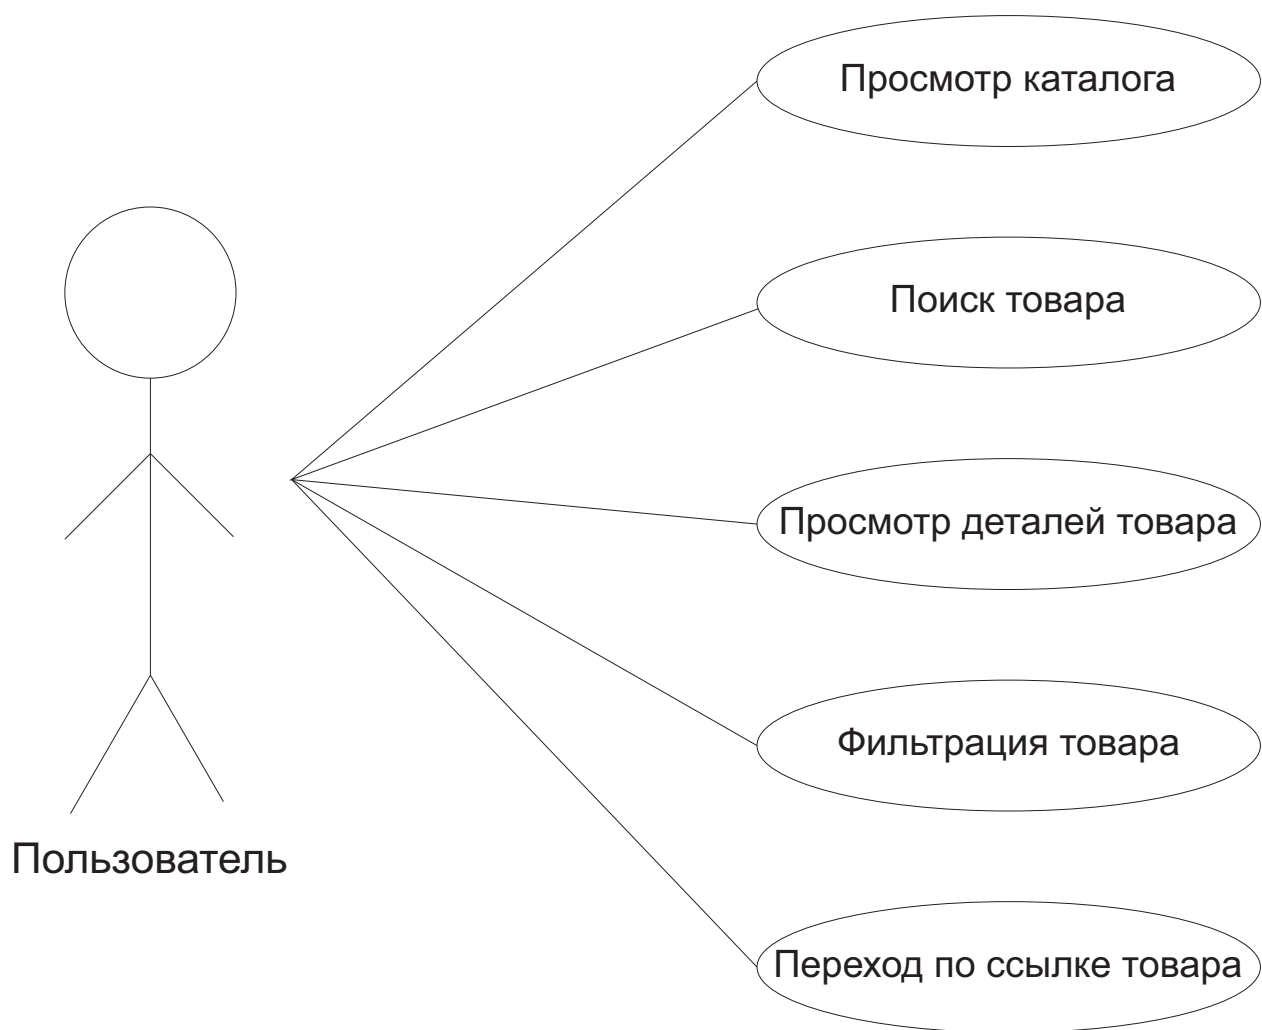 Просмотр каталога
Поиск товара
Просмотр деталей товара
Фильтрация товара
Пользователь
Переход по ссылке товара